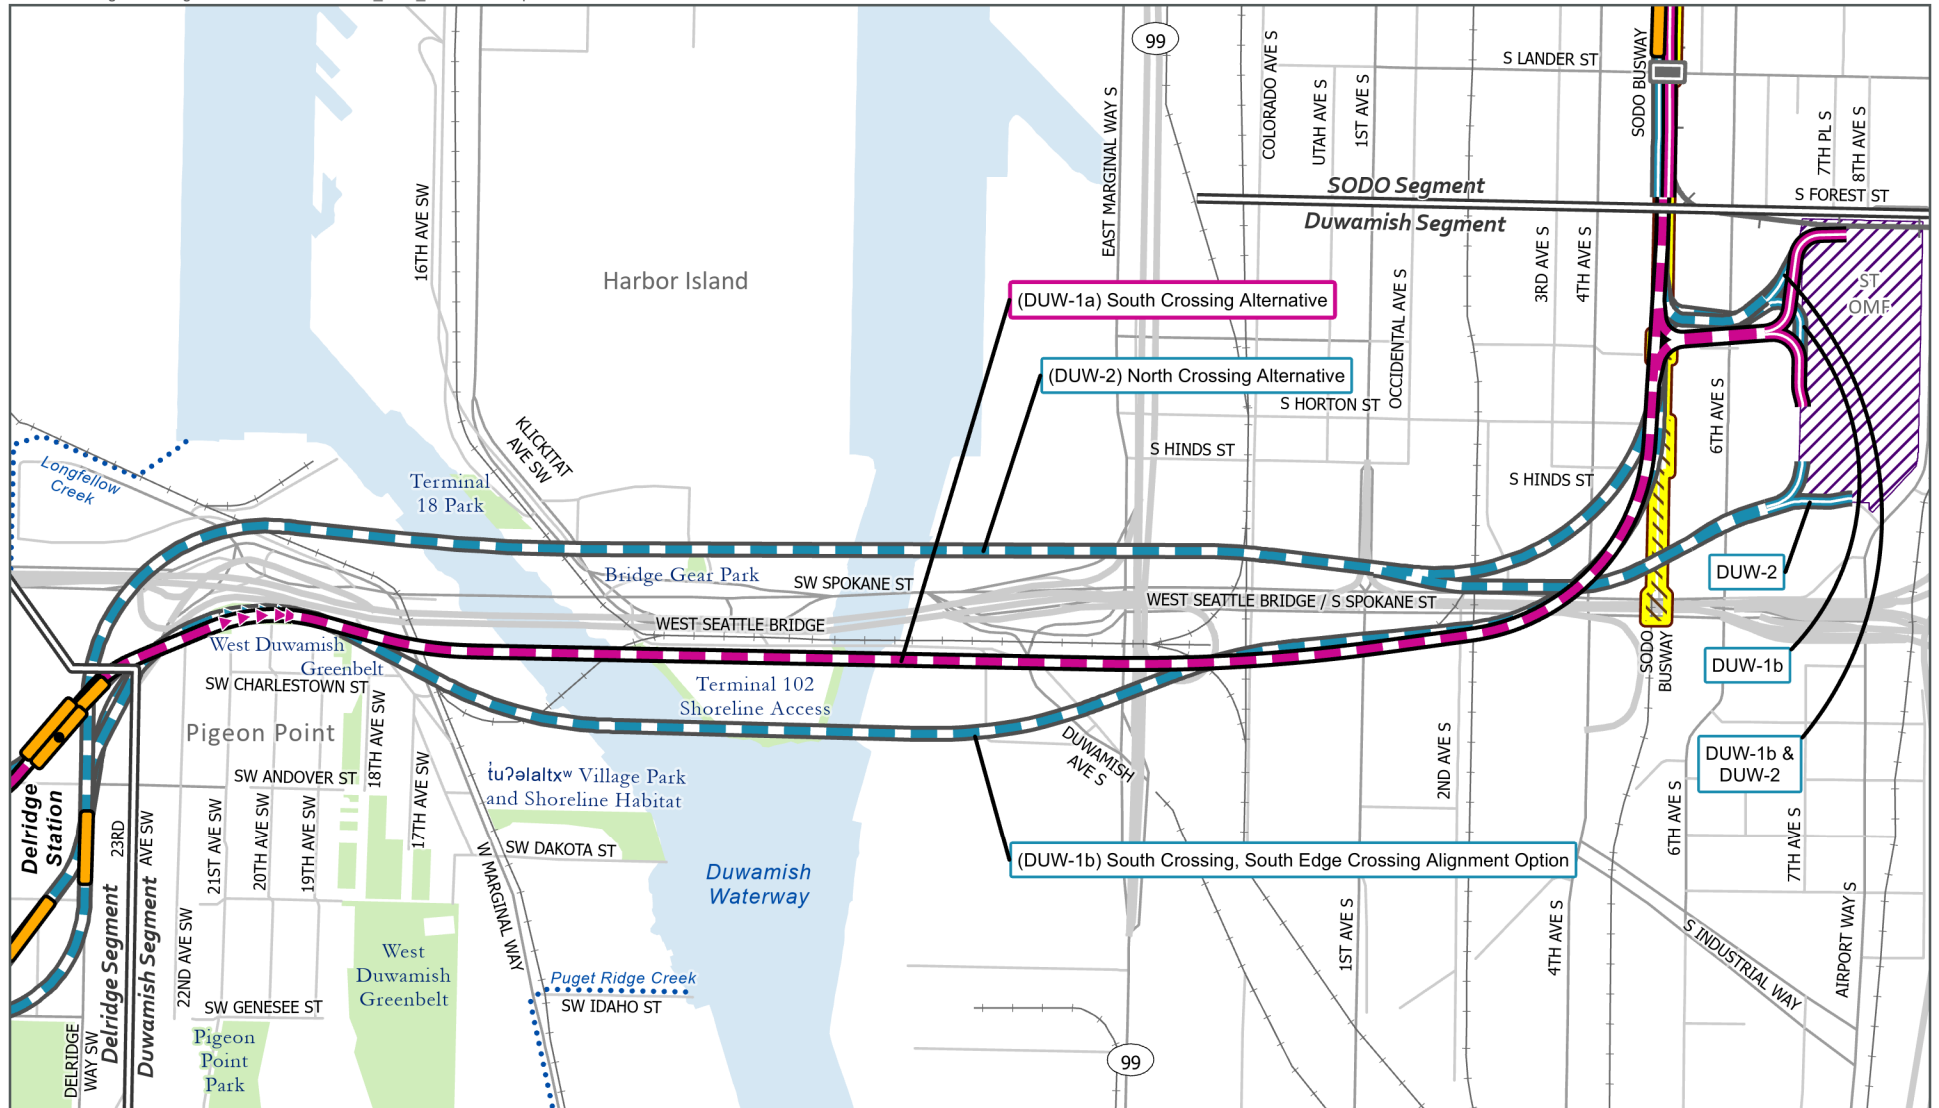 99
S LANDER ST
SODO BUSWAY
COLORADO AVE S
UTAH AVE S
1ST AVE S
EAST MARGINAL WAY S
7TH PL S
8TH AVE S
16TH AVE SW
SODO Segment
Duwamish Segment
S FOREST ST
3RD AVE S
4TH AVE S
Harbor Island
ST
OMF
(DUW-1a) South Crossing Alternative
OCCIDENTAL AVE S
(DUW-2) North Crossing Alternative
S HORTON ST
6TH AVE S
KLICKITAT
AVE SW
S HINDS ST
S HINDS ST
Longfellow
Creek
Terminal
18 Park
Bridge Gear Park
SW SPOKANE ST
WEST SEATTLE BRIDGE / S SPOKANE ST
DUW-2
WEST SEATTLE BRIDGE
West Duwamish
Greenbelt
SODO
BUSWAY
DUW-1b
SW CHARLESTOWN ST
Terminal 102
Shoreline Access
18TH AVE SW
Pigeon Point
DUWAMISH
AVE S
2ND AVE S
DUW-1b &
DUW-2
SW ANDOVER ST
t̓uʔəlaltxʷ Village Park
and Shoreline Habitat
17TH AVE SW
Delridge
Station
23RD
AVE SW
21ST AVE SW
20TH AVE SW
19TH AVE SW
6TH AVE S
7TH AVE S
SW DAKOTA ST
W MARGINAL WAY
(DUW-1b) South Crossing, South Edge Crossing Alignment Option
Duwamish
Waterway
Delridge Segment
Duwamish Segment
22ND AVE SW
West
Duwamish
Greenbelt
1ST AVE S
4TH AVE S
S INDUSTRIAL WAY
AIRPORT WAY S
Puget Ridge Creek
SW IDAHO ST
SW GENESEE ST
DELRIDGE
WAY SW
Pigeon
Point
Park
99